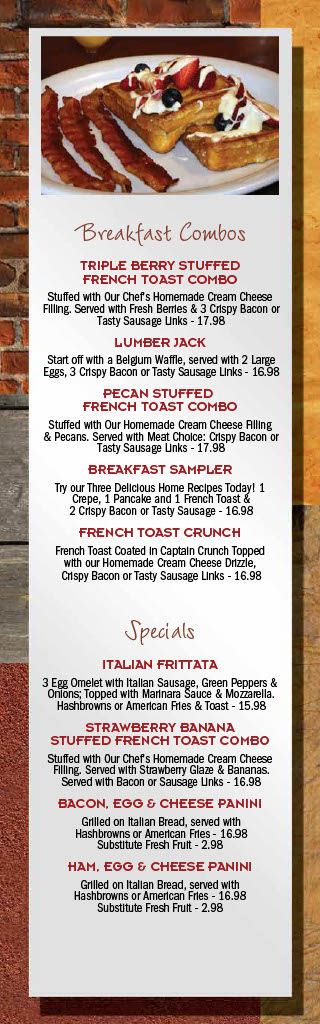 Breakfast Combos
TRIPLE BERRY STUFFED
FRENCH TOAST COMBO
Stuffed with Our Chef's Homemade Cream Cheese
Filling. Served with Fresh Berries & 3 Crispy Bacon or
Tasty Sausage Links - 17.98
LUMBER JACK
Start off with a Belgium Waffle, served with 2 Large
Eggs, 3 Crispy Bacon or Tasty Sausage Links - 16.98
PECAN STUFFED
FRENCH TOAST COMBO
Stuffed with Our Homemade Cream Cheese Filling
& Pecans. Served with Meat Choice: Crispy Bacon or
Tasty Sausage Links - 17.98
BREAKFAST SAMPLER
Try our Three Delicious Home Recipes Today! 1
Crepe, 1 Pancake and 1 French Toast &
2 Crispy Bacon or Tasty Sausage - 16.98
FRENCH TOAST CRUNCH
French Toast Coated in Captain Crunch Topped
with our Homemade Cream Cheese Drizzle,
Crispy Bacon or Tasty Sausage Links - 16.98
Specials
ITALIAN FRITTATA
3 Egg Omelet with Italian Sausage, Green Peppers &
Onions; Topped with Marinara Sauce & Mozzarella.
Hashbrowns or American Fries & Toast - 15.98
STRAWBERRY BANANA
STUFFED FRENCH TOAST COMBO
Stuffed with Our Chef's Homemade Cream Cheese
Filling. Served with Strawberry Glaze & Bananas.
Served with Bacon or Sausage Links - 16.98
BACON, EGG & CHEESE PANINI
Grilled on Italian Bread, served with
Hashbrowns or American Fries - 16.98
Substitute Fresh Fruit - 2.98
HAM, EGG & CHEESE PANINI
Grilled on Italian Bread, served with
Hashbrowns or American Fries - 16.98
Substitute Fresh Fruit - 2.98